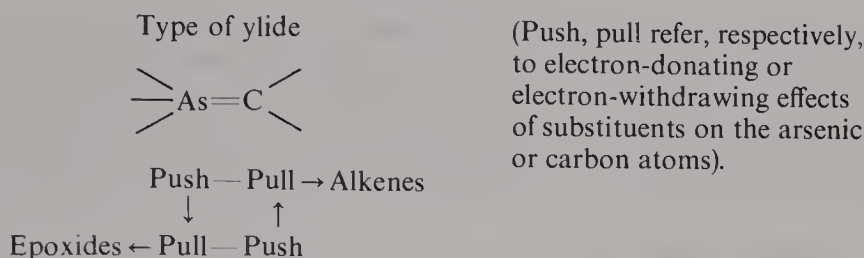 Type of ylide
As=C
Push — Pull → Alkenes
↓ ↑
Epoxides ← Pull — Push
(Push, pull refer, respectively,
to electron-donating or
electron-withdrawing effects
of substituents on the arsenic
or carbon atoms).